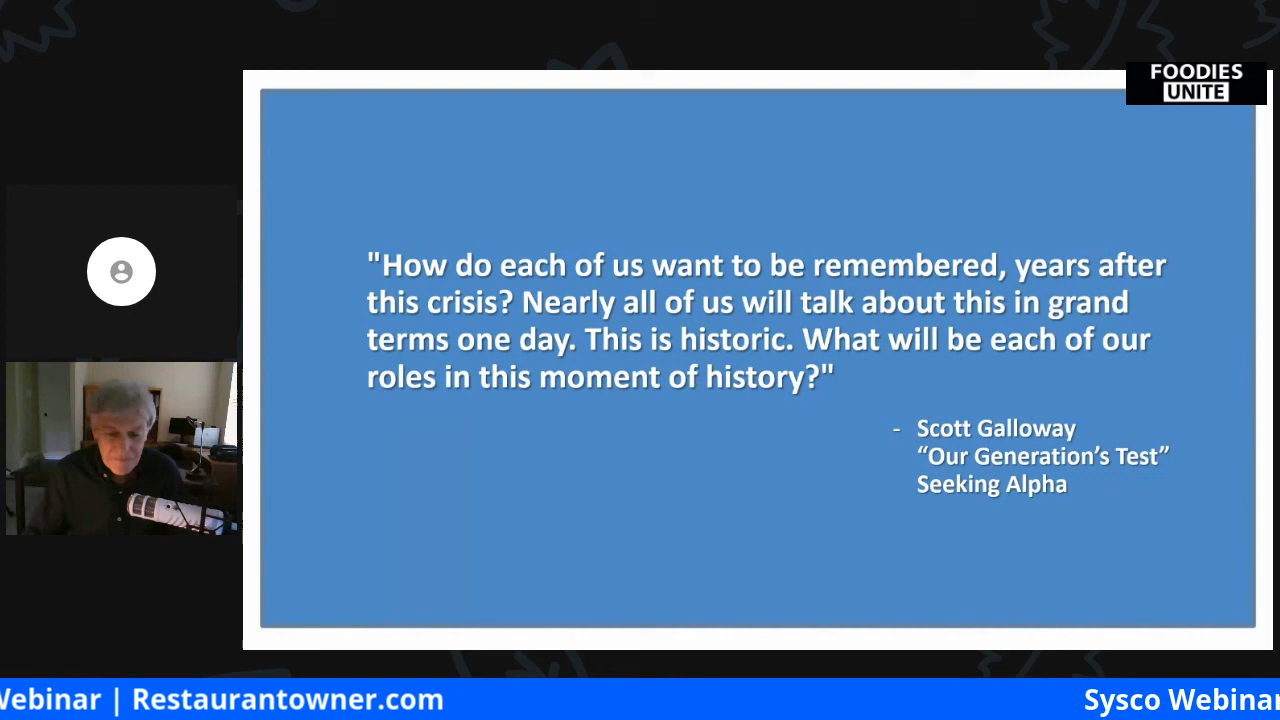 FOODIES
UNITE
"How do each of us want to be remembered, years after
this crisis? Nearly all of us will talk about this in grand
terms one day. This is historic. What will be each of our
roles in this moment of history?"
- Scott Galloway
“Our Generation’s Test”
Seeking Alpha
Webinar | Restaurantowner.com
Sysco Webinar